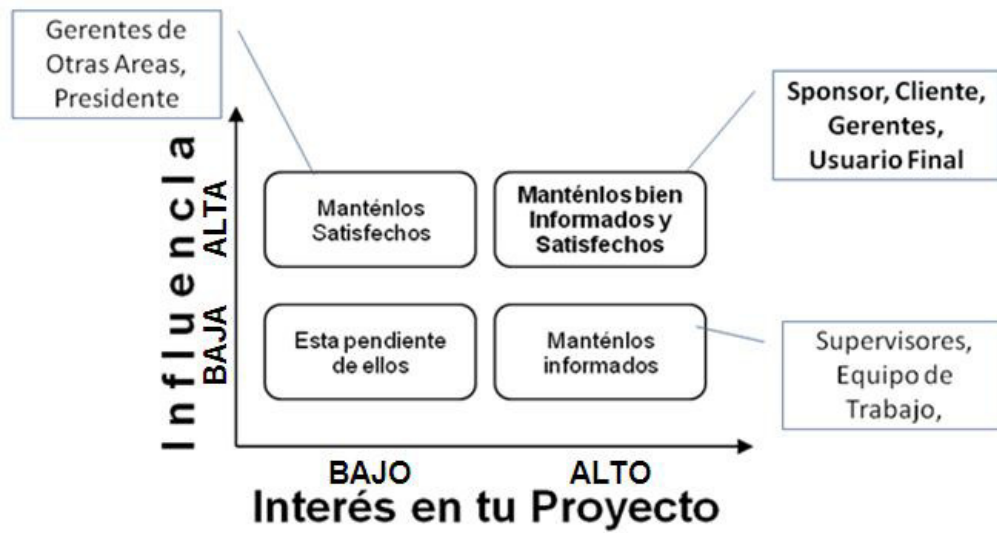 Gerentes de
Otras Areas,
Presidente
Sponsor, Cliente,
Gerentes,
Usuario Final
Influencia
ALTA
BAJA
Manténlos
Satisfechos
Manténlos bien
Informados y
Satisfechos
Esta pendiente
de ellos
Manténlos
informados
Supervisores,
Equipo de
Trabajo,
BAJO
ALTO
Interés en tu Proyecto